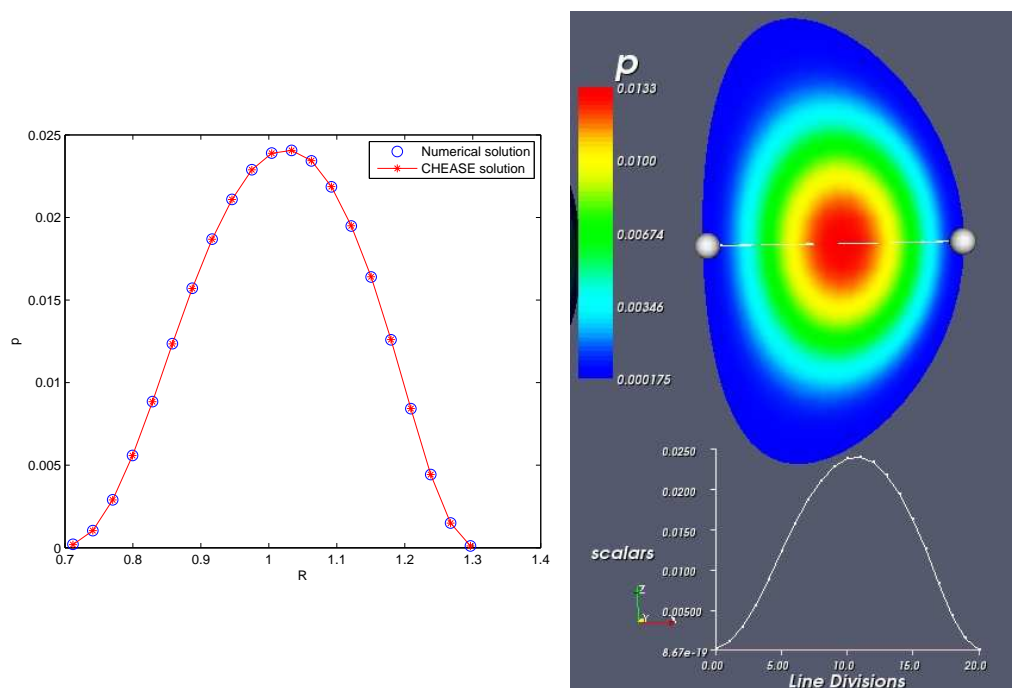 0.025
0.02
0.015
0.01
0.005
0
0.7
0.8
0.9
1
1.1
1.2
1.3
1.4
p
R
Numerical solution
CHEASE solution
p
0.0133
0.0100
0.00674
0.00346
0.000175
0.0250
0.0200
0.0150
0.0100
0.00500
8.67e-19
scalars
Z
Y
X
0.00
5.00
10.0
15.0
20.0
Line Divisions